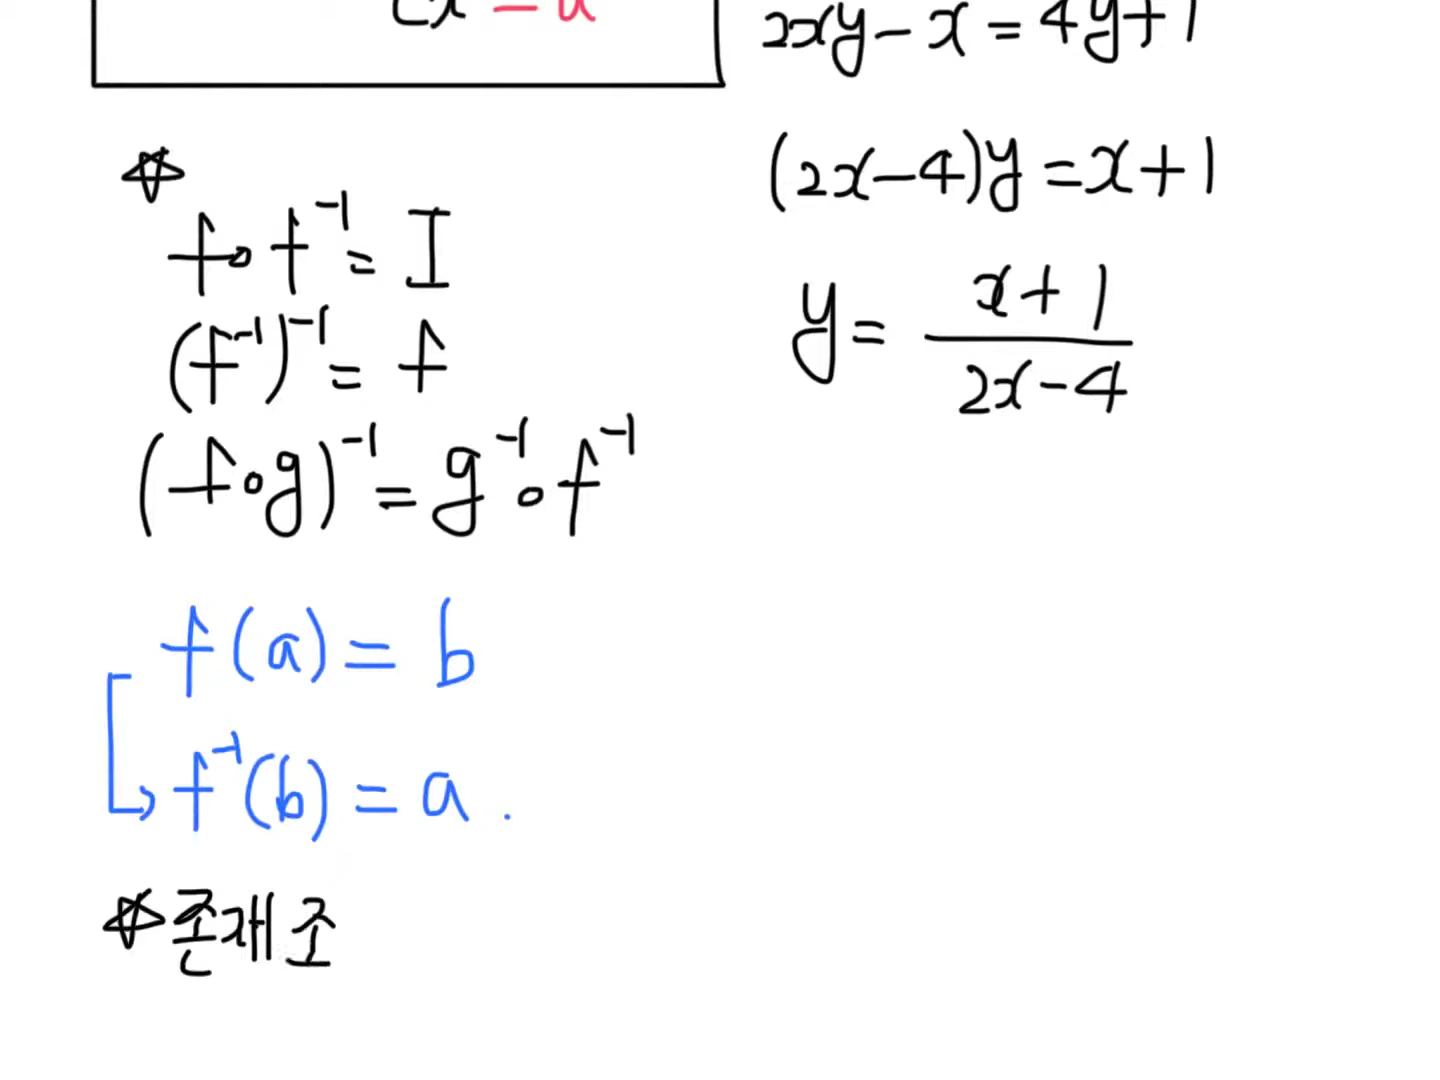 2xy - x = 4y + 1
(2x - 4)y = x + 1
y = \frac{x + 1}{2x - 4}
☆
f∘f⁻¹ = I
(f⁻¹)⁻¹ = f
(f∘g)⁻¹ = g⁻¹∘f⁻¹
f(a) = b
f⁻¹(b) = a .
☆ 존재조